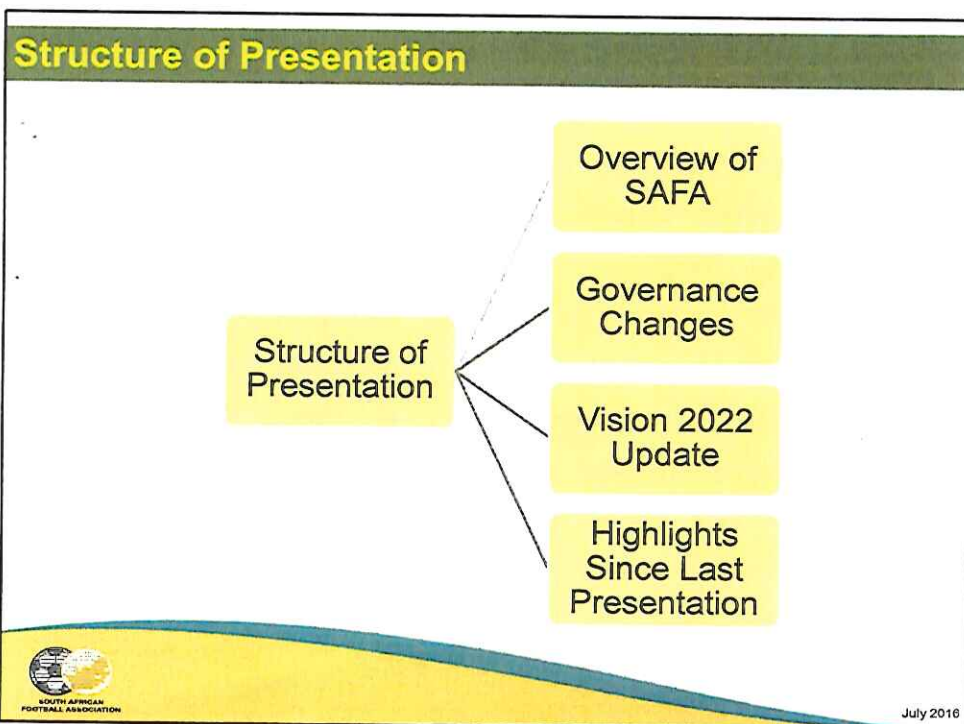 Structure of Presentation
Overview of
SAFA
Governance
Changes
Structure of
Presentation
Vision 2022
Update
Highlights
Since Last
Presentation
SOUTH AFRICAN
FOOTBALL ASSOCIATION
July 2016